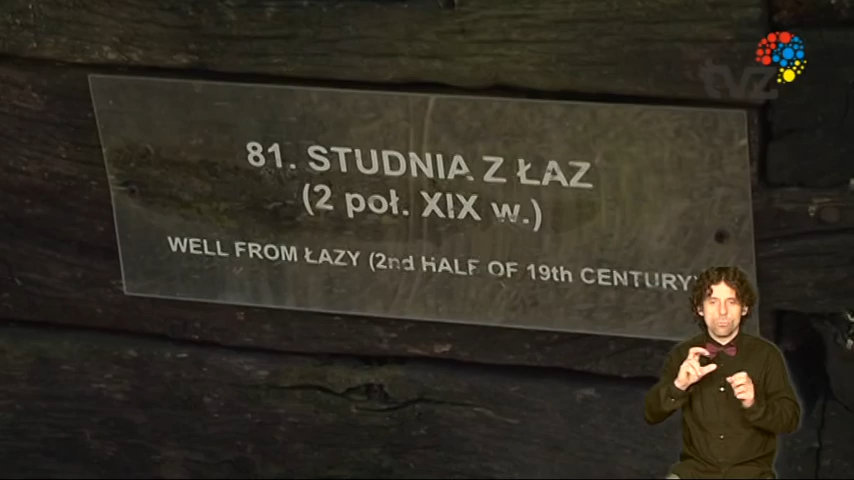 tvz
81. STUDNIA Z ŁAZ
(2 poł. XIX w.)
WELL FROM ŁAZY (2nd HALF OF 19th CENTURY)